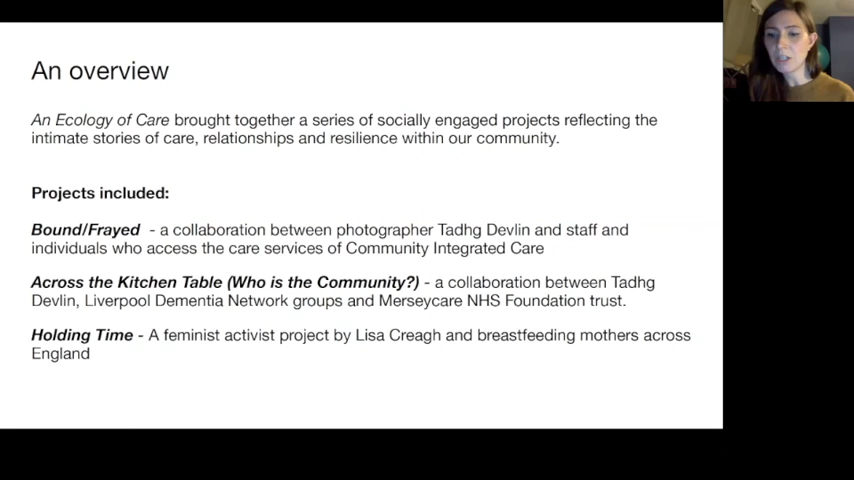 An overview
An Ecology of Care brought together a series of socially engaged projects reflecting the
intimate stories of care, relationships and resilience within our community.
Projects included:
Bound/Frayed - a collaboration between photographer Tadhg Devlin and staff and
individuals who access the care services of Community Integrated Care
Across the Kitchen Table (Who is the Community?) - a collaboration between Tadhg
Devlin, Liverpool Dementia Network groups and Merseycare NHS Foundation trust.
Holding Time - A feminist activist project by Lisa Creagh and breastfeeding mothers across
England